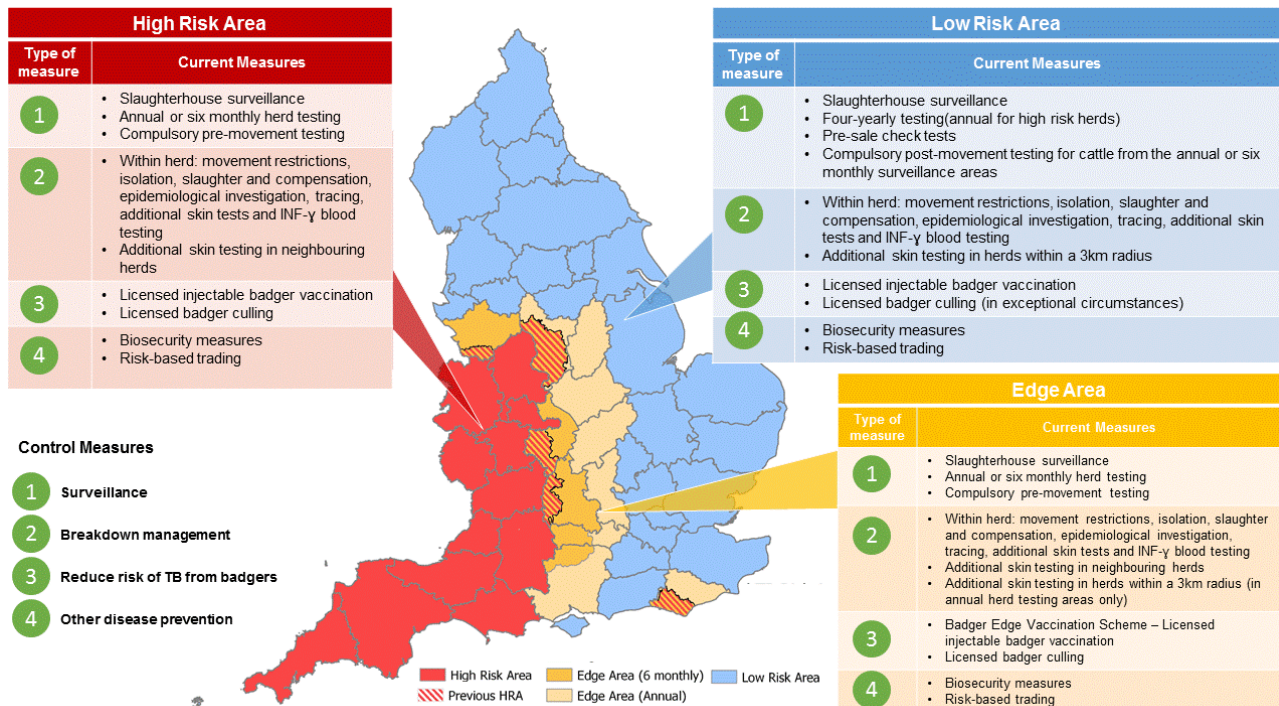 High Risk Area
Type of
measure
Current Measures
1
• Slaughterhouse surveillance
• Annual or six monthly herd testing
• Compulsory pre-movement testing
2
• Within herd: movement restrictions,
isolation, slaughter and compensation,
epidemiological investigation, tracing,
additional skin tests and INF-ɣ blood
testing
• Additional skin testing in neighbouring
herds
3
• Licensed injectable badger vaccination
• Licensed badger culling
4
• Biosecurity measures
• Risk-based trading
Low Risk Area
Type of
measure
Current Measures
1
• Slaughterhouse surveillance
• Four-yearly testing(annual for high risk herds)
• Pre-sale check tests
• Compulsory post-movement testing for cattle from the annual or six
monthly surveillance areas
2
• Within herd: movement restrictions, isolation, slaughter and
compensation, epidemiological investigation, tracing, additional skin
tests and INF-ɣ blood testing
• Additional skin testing in herds within a 3km radius
3
• Licensed injectable badger vaccination
• Licensed badger culling (in exceptional circumstances)
4
• Biosecurity measures
• Risk-based trading
Edge Area
Type of
measure
Current Measures
1
• Slaughterhouse surveillance
• Annual or six monthly herd testing
• Compulsory pre-movement testing
2
• Within herd: movement restrictions, isolation, slaughter
and compensation, epidemiological investigation,
tracing, additional skin tests and INF-ɣ blood testing
• Additional skin testing in neighbouring herds
• Additional skin testing in herds within a 3km radius (in
annual herd testing areas only)
3
• Badger Edge Vaccination Scheme – Licensed
injectable badger vaccination
• Licensed badger culling
4
• Biosecurity measures
• Risk-based trading
Control Measures
1 Surveillance
2 Breakdown management
3 Reduce risk of TB from badgers
4 Other disease prevention
High Risk Area
Edge Area (6 monthly)
Low Risk Area
Previous HRA
Edge Area (Annual)